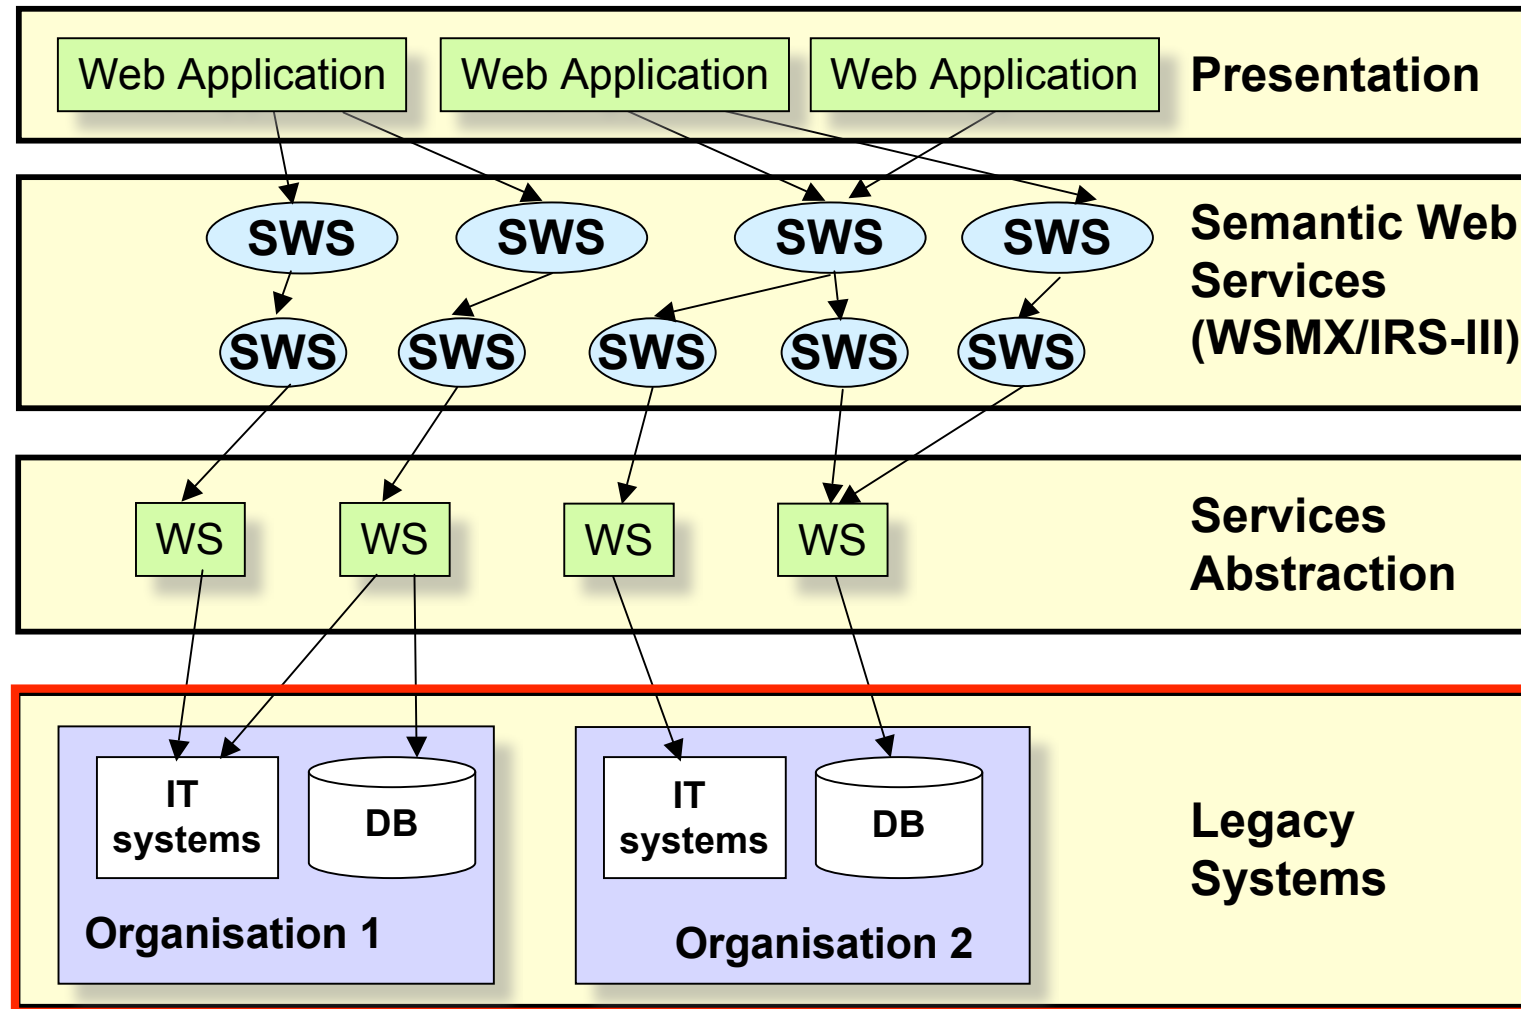 Web Application
Web Application
Web Application
Presentation
SWS
SWS
SWS
SWS
Semantic Web
Services
(WSMX/IRS-III)
SWS
SWS
SWS
SWS
SWS
WS
WS
WS
WS
Services
Abstraction
IT
systems
DB
Organisation 1
IT
systems
DB
Organisation 2
Legacy
Systems